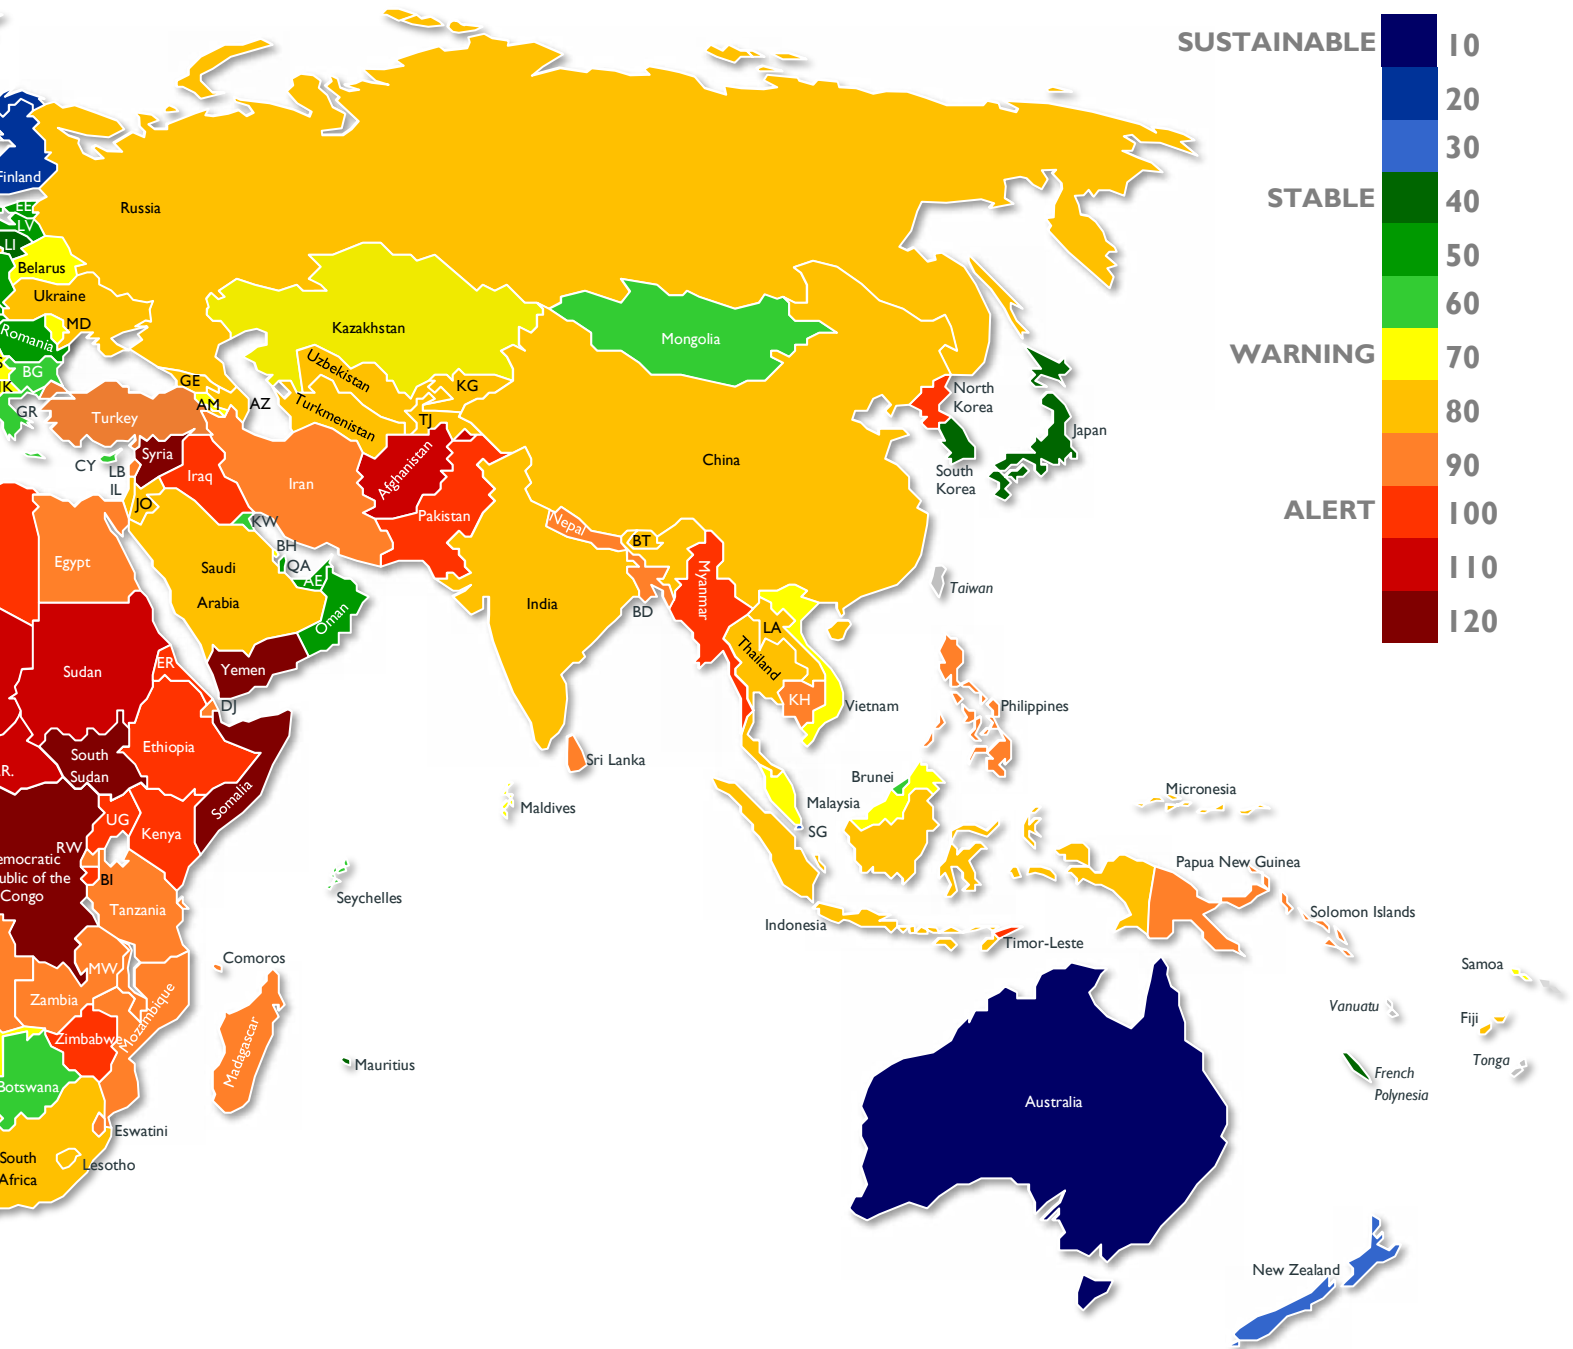 SUSTAINABLE
10
20
30
STABLE
40
50
60
WARNING
70
80
90
ALERT
100
110
120
Finland
Russia
EE
LV
LI
Belarus
Ukraine
MD
Romania
BG
GR
Kazakhstan
Mongolia
Uzbekistan
Turkmenistan
GE
AM
AZ
KG
TJ
Turkey
CY
LB
IL
Syria
Iraq
Iran
JO
KW
BH
QA
AE
Afghanistan
Pakistan
China
North
Korea
South
Korea
Japan
Egypt
Saudi
Arabia
Oman
Yemen
India
Nepal
BT
BD
Myanmar
LA
Thailand
KH
Vietnam
Taiwan
Philippines
Sudan
ER
DJ
South
Sudan
Ethiopia
Somalia
R.
UG
Kenya
RW
BI
emocratic
ublic of the
Congo
Tanzania
Sri Lanka
Maldives
Brunei
Malaysia
SG
Indonesia
Micronesia
Papua New Guinea
Solomon Islands
Timor-Leste
Seychelles
Comoros
MW
Zambia
Mozambique
Zimbabwe
Madagascar
Mauritius
Botswana
Eswatini
South
Africa
Lesotho
Samoa
Vanuatu
Fiji
Tonga
French
Polynesia
Australia
New Zealand